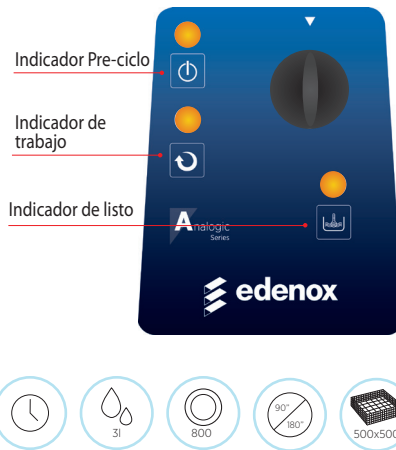 Indicador Pre-ciclo
Indicador de
trabajo
Indicador de listo
Analogic
Series
edenox
3l
800
90"
180"
500x500